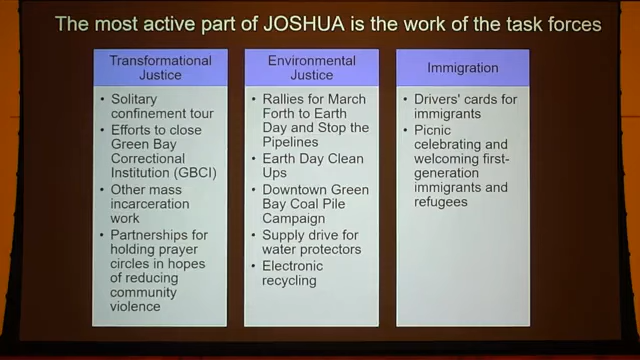 The most active part of JOSHUA is the work of the task forces
Transformational
Justice
• Solitary
confinement tour
• Efforts to close
Green Bay
Correctional
Institution (GBCI)
• Other mass
incarceration
work
• Partnerships for
holding prayer
circles in hopes
of reducing
community
violence
Environmental
Justice
• Rallies for March
Forth to Earth
Day and Stop the
Pipelines
• Earth Day Clean
Ups
• Downtown Green
Bay Coal Pile
Campaign
• Supply drive for
water protectors
• Electronic
recycling
Immigration
• Drivers' cards for
immigrants
• Picnic
celebrating and
welcoming first-
generation
immigrants and
refugees